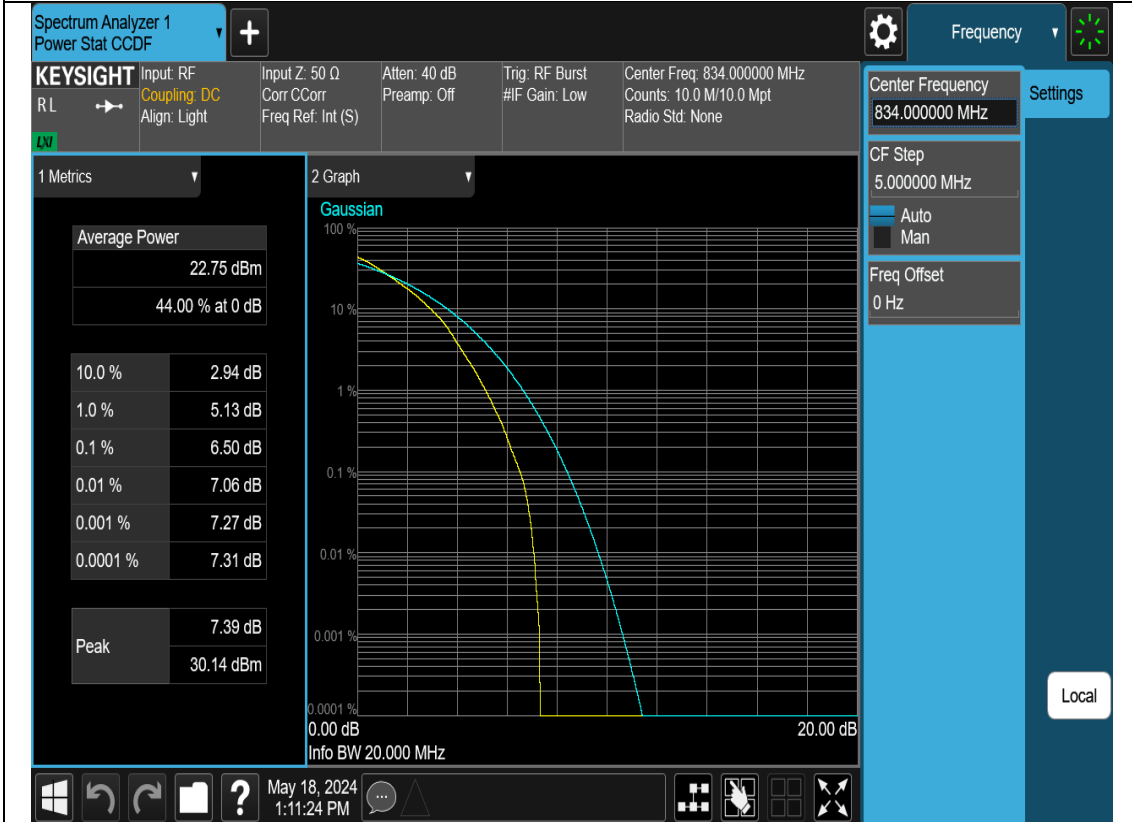 Spectrum Analyzer 1
Power Stat CCDF
+
Frequency
KEYSIGHT
RL
LXI
Input: RF
Coupling: DC
Align: Light
Input Z: 50 Ω
Corr CCorr
Freq Ref: Int (S)
Atten: 40 dB
Preamp: Off
Trig: RF Burst
#IF Gain: Low
Center Freq: 834.000000 MHz
Counts: 10.0 M/10.0 Mpt
Radio Std: None
Center Frequency
834.000000 MHz
Settings
CF Step
5.000000 MHz
Auto
Man
Freq Offset
0 Hz
1 Metrics
Average Power
22.75 dBm
44.00 % at 0 dB
10.0 % 2.94 dB
1.0 % 5.13 dB
0.1 % 6.50 dB
0.01 % 7.06 dB
0.001 % 7.27 dB
0.0001 % 7.31 dB
Peak
7.39 dB
30.14 dBm
2 Graph
Gaussian
100 %
10 %
1 %
0.1 %
0.01 %
0.001 %
0.0001 %
0.00 dB 20.00 dB
Info BW 20.000 MHz
Local
?
May 18, 2024
1:11:24 PM